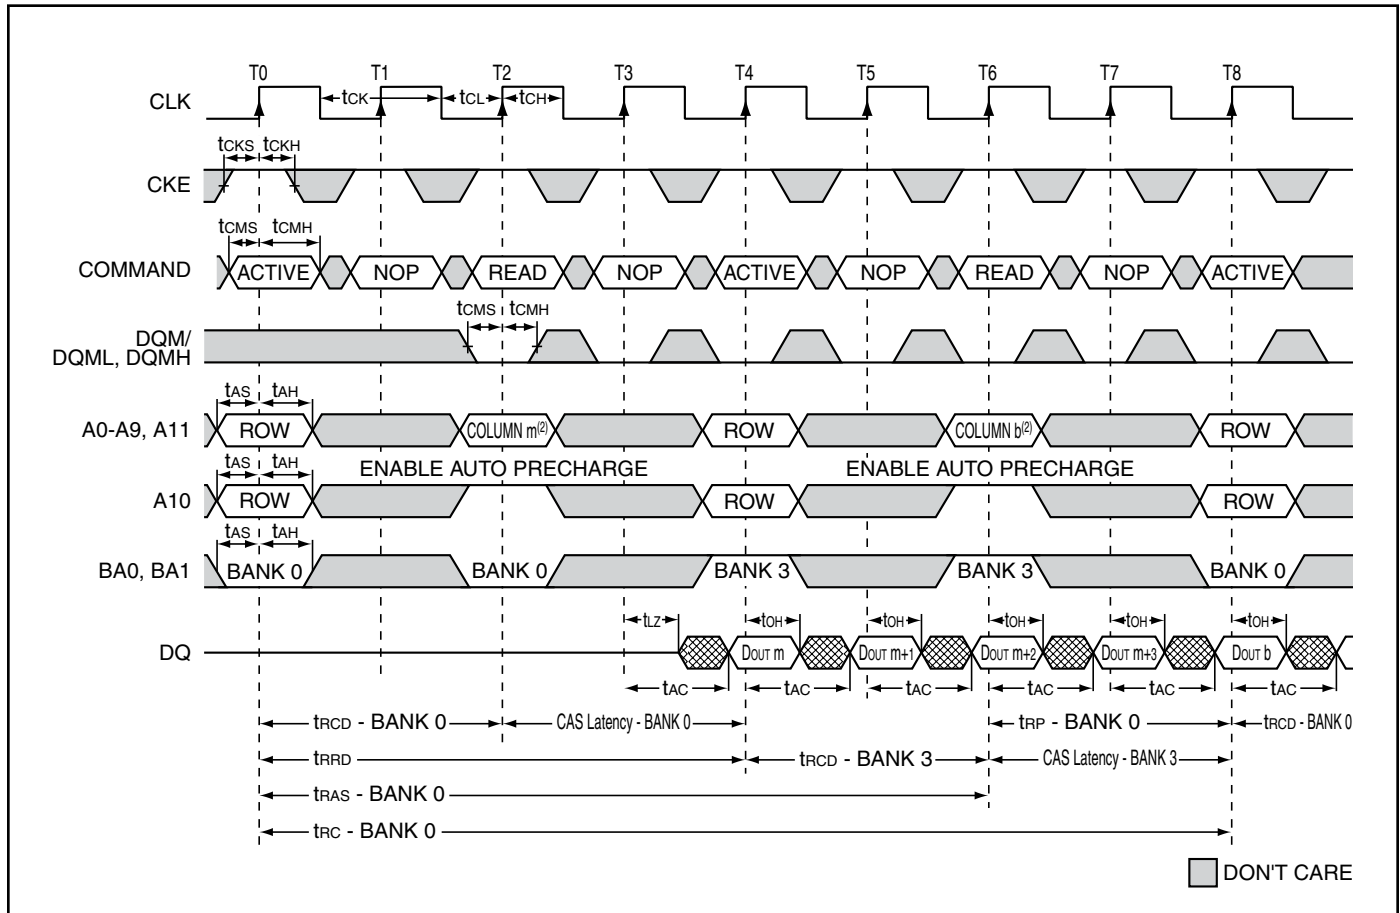 T0 T1 T2 T3 T4 T5 T6 T7 T8
CLK tCK tCL tCH
tCKS tCKH
CKE
tCMS tCMH
COMMAND ACTIVE NOP READ NOP ACTIVE NOP READ NOP ACTIVE
tCMS tCMH
DQM/
DQML, DQMH
tAS tAH
A0-A9, A11 ROW COLUMN m(2) ROW COLUMN b(2) ROW
tAS tAH ENABLE AUTO PRECHARGE ENABLE AUTO PRECHARGE
A10 ROW ROW ROW
tAS tAH
BA0, BA1 BANK 0 BANK 0 BANK 3 BANK 3 BANK 0
tLZ tOH tOH tOH tOH tOH
DQ DOUT m DOUT m+1 DOUT m+2 DOUT m+3 DOUT b
tAC tAC tAC tAC tAC tAC
tRCD - BANK 0 CAS Latency - BANK 0 tRP - BANK 0 tRCD - BANK 0
tRRD tRCD - BANK 3 CAS Latency - BANK 3
tRAS - BANK 0
tRC - BANK 0
DON'T CARE